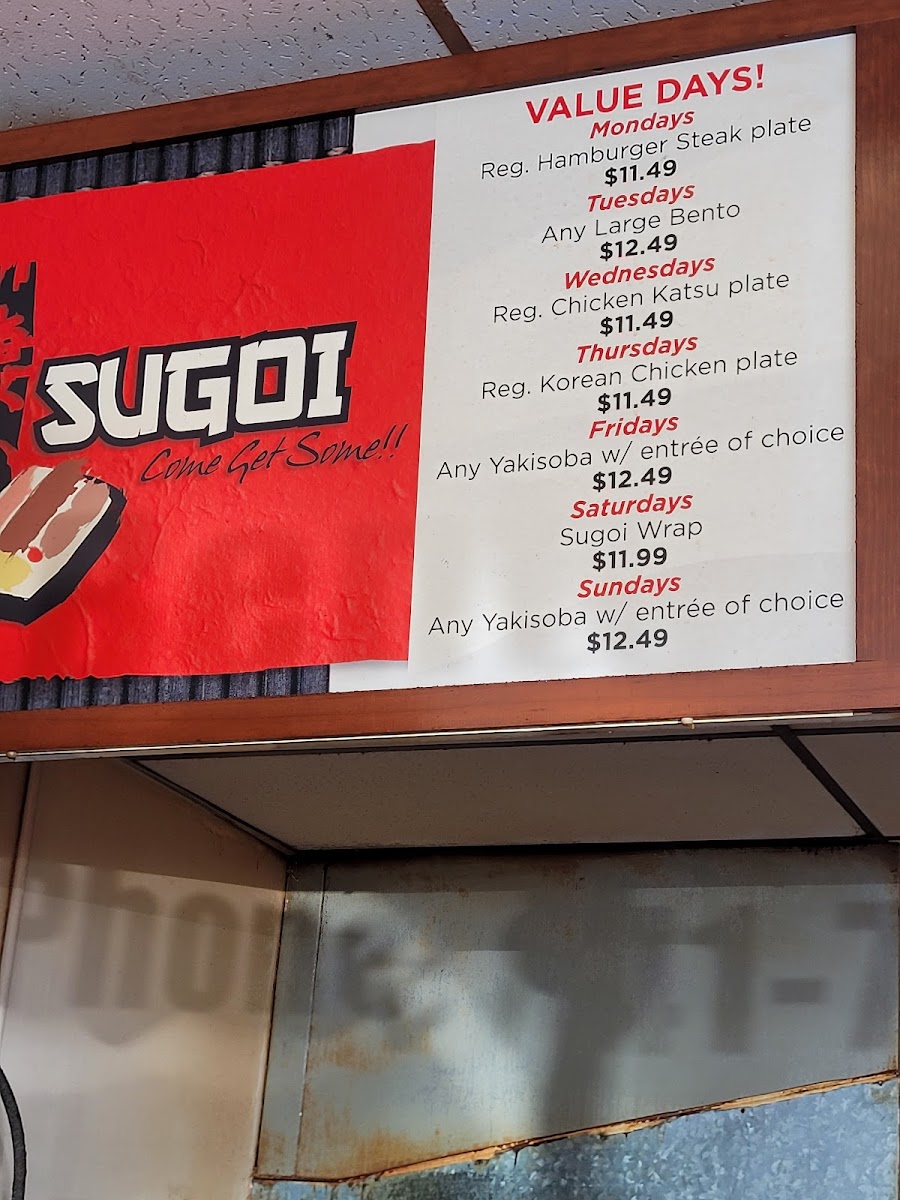 SUGOI
Come Get Some!!
VALUE DAYS!
Mondays
Reg. Hamburger Steak plate
$11.49
Tuesdays
Any Large Bento
$12.49
Wednesdays
Reg. Chicken Katsu plate
$11.49
Thursdays
Reg. Korean Chicken plate
$11.49
Fridays
Any Yakisoba w/ entrée of choice
$12.49
Saturdays
Sugoi Wrap
$11.99
Sundays
Any Yakisoba w/ entrée of choice
$12.49
Phone